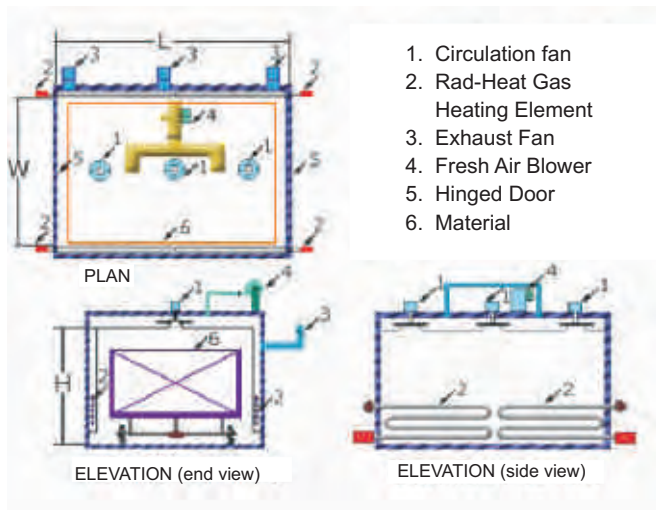 L
3
3
3
2
2
4
1
1
1
W
5
5
6
2
2
PLAN
1. Circulation fan
2. Rad-Heat Gas
Heating Element
3. Exhaust Fan
4. Fresh Air Blower
5. Hinged Door
6. Material
1
4
3
6
H
2
2
ELEVATION (end view)
1
1
4
1
2
2
ELEVATION (side view)